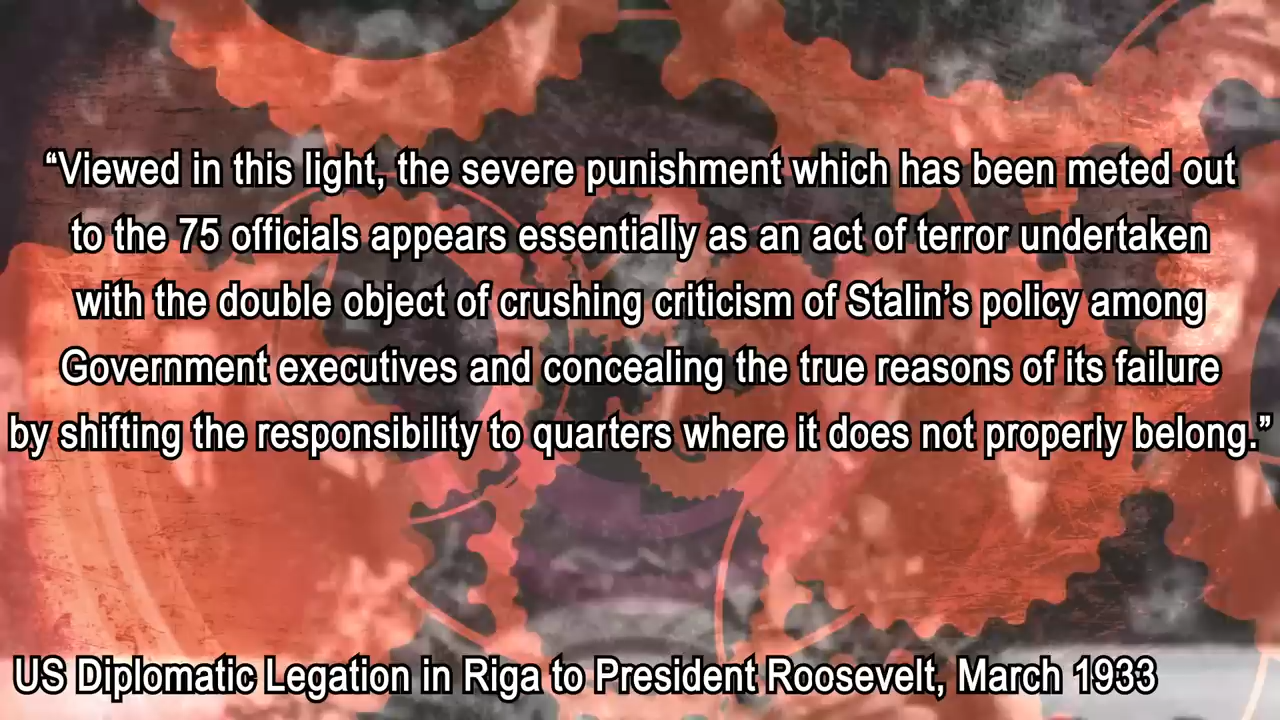 “Viewed in this light, the severe punishment which has been meted out
to the 75 officials appears essentially as an act of terror undertaken
with the double object of crushing criticism of Stalin’s policy among
Government executives and concealing the true reasons of its failure
by shifting the responsibility to quarters where it does not properly belong.”
US Diplomatic Legation in Riga to President Roosevelt, March 1933